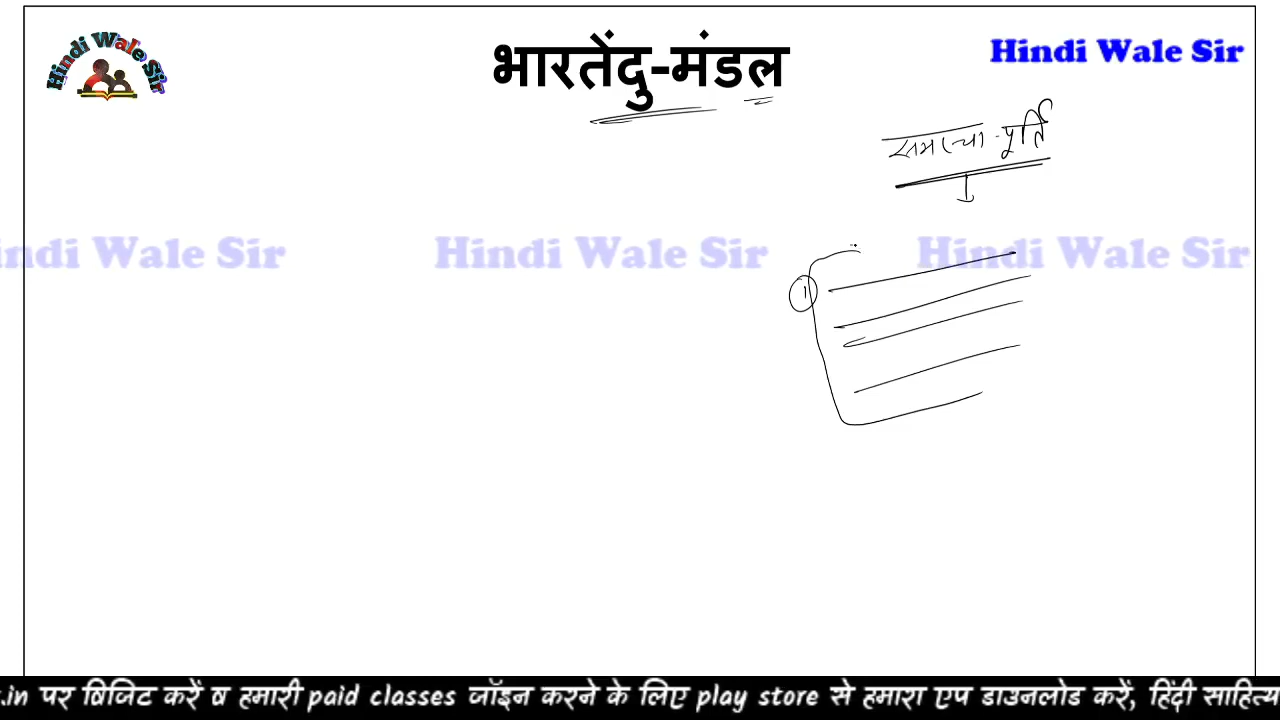 Hindi Wale Sir
भारतेंदु-मंडल
Hindi Wale Sir
समस्या-पूर्ति
indi Wale Sir
Hindi Wale Sir
Hindi Wale Sir
1
.in पर विजिट करें व हमारी paid classes जॉइन करने के लिए play store से हमारा एप डाउनलोड करें, हिंदी साहित्य